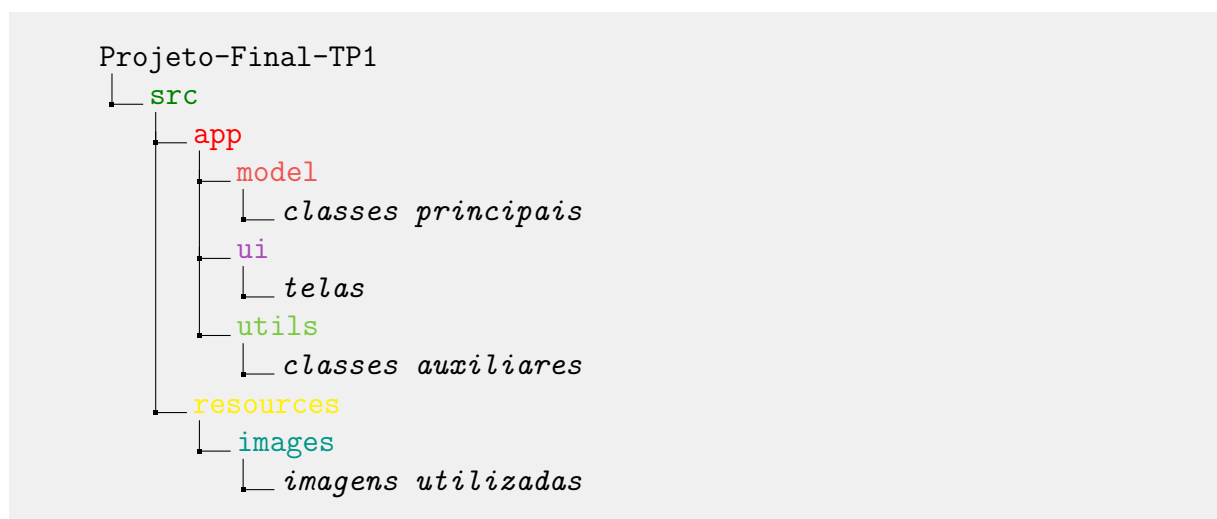 Projeto-Final-TP1
src
app
model
classes principais
ui
telas
utils
classes auxiliares
resources
images
imagens utilizadas